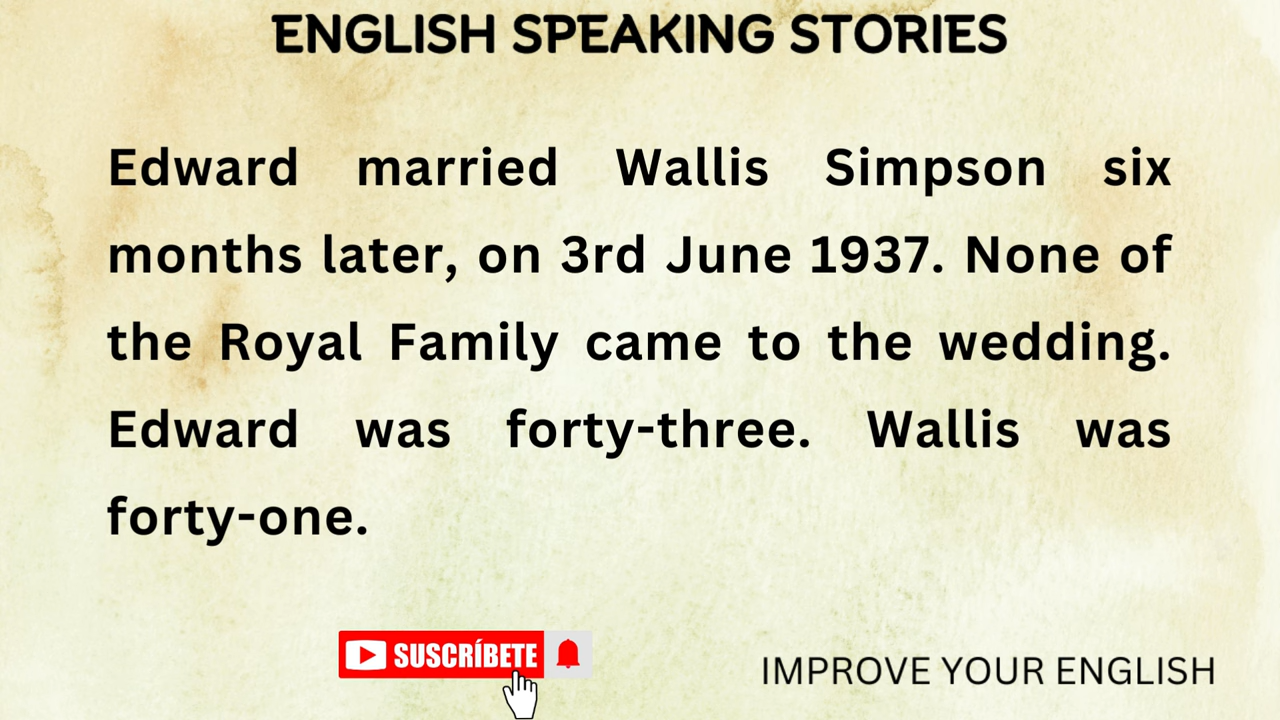 ENGLISH SPEAKING STORIES
Edward married Wallis Simpson six
months later, on 3rd June 1937. None of
the Royal Family came to the wedding.
Edward was forty-three. Wallis was
forty-one.
SUSCRÍBETE
IMPROVE YOUR ENGLISH